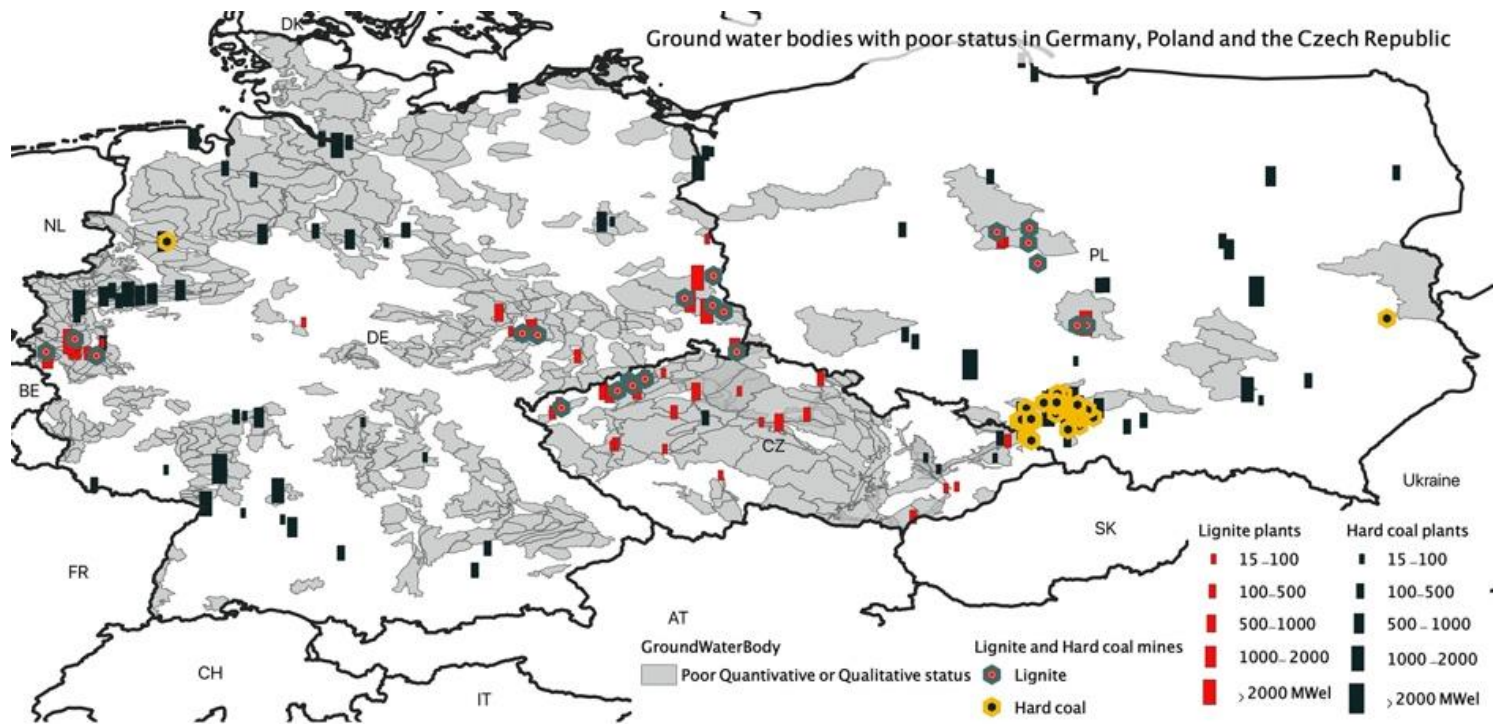 DK
Ground water bodies with poor status in Germany, Poland and the Czech Republic
NL
PL
DE
BE
CZ
Ukraine
SK
FR
AT
CH
IT
GroundWaterBody
Poor Quantivative or Qualitative status
Lignite and Hard coal mines
Lignite
Hard coal
Lignite plants
15–100
100–500
500–1000
1000–2000
>2000 MWel
Hard coal plants
15–100
100–500
500–1000
1000–2000
>2000 MWel